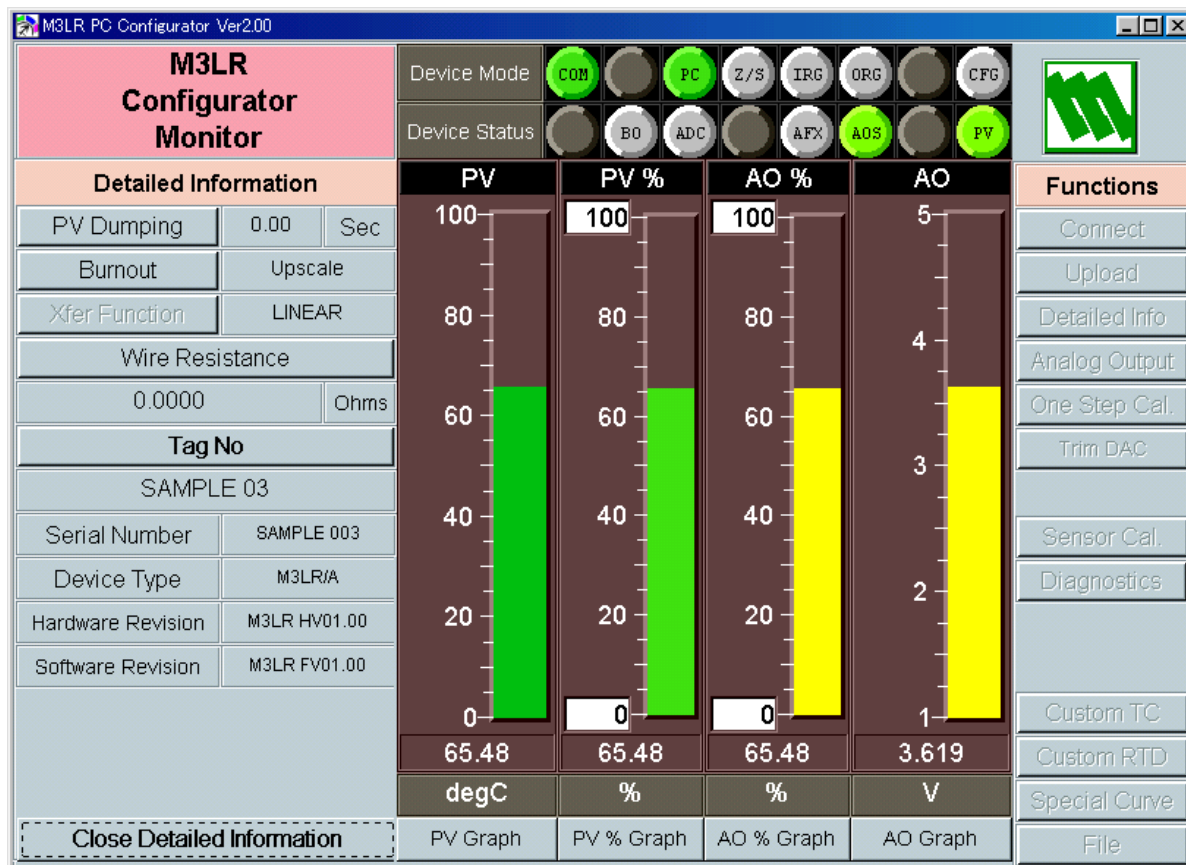 M3LR PC Configurator Ver2.00
M3LR
Configurator
Monitor
Device Mode
COM
PC
Z/S
IRG
ORG
CFG
Device Status
BO
ADC
AFX
AOS
PV
Detailed Information
PV Dumping 0.00 Sec
Burnout Upscale
Xfer Function LINEAR
Wire Resistance
0.0000 Ohms
Tag No
SAMPLE 03
Serial Number SAMPLE 003
Device Type M3LR/A
Hardware Revision M3LR HV01.00
Software Revision M3LR FV01.00
Close Detailed Information
PV
100
80
60
40
20
0
65.48
degC
PV Graph
PV %
100
80
60
40
20
0
65.48
%
PV % Graph
AO %
100
80
60
40
20
0
65.48
%
AO % Graph
AO
5
4
3
2
1
3.619
V
AO Graph
Functions
Connect
Upload
Detailed Info
Analog Output
One Step Cal.
Trim DAC
Sensor Cal.
Diagnostics
Custom TC
Custom RTD
Special Curve
File